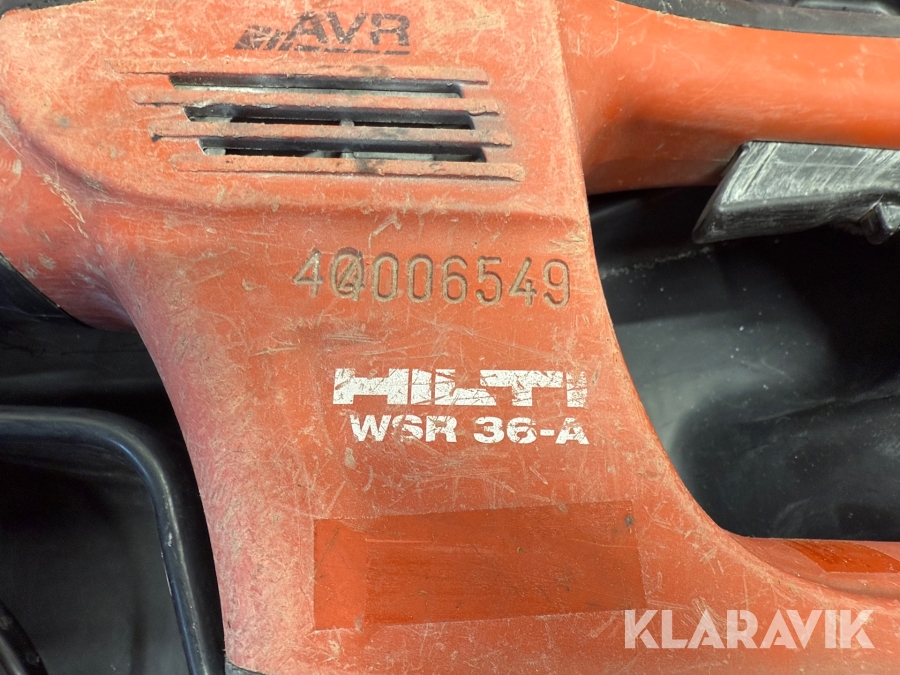 AVR
40006549
HILTI
WSR 36-A
KLARAVIK